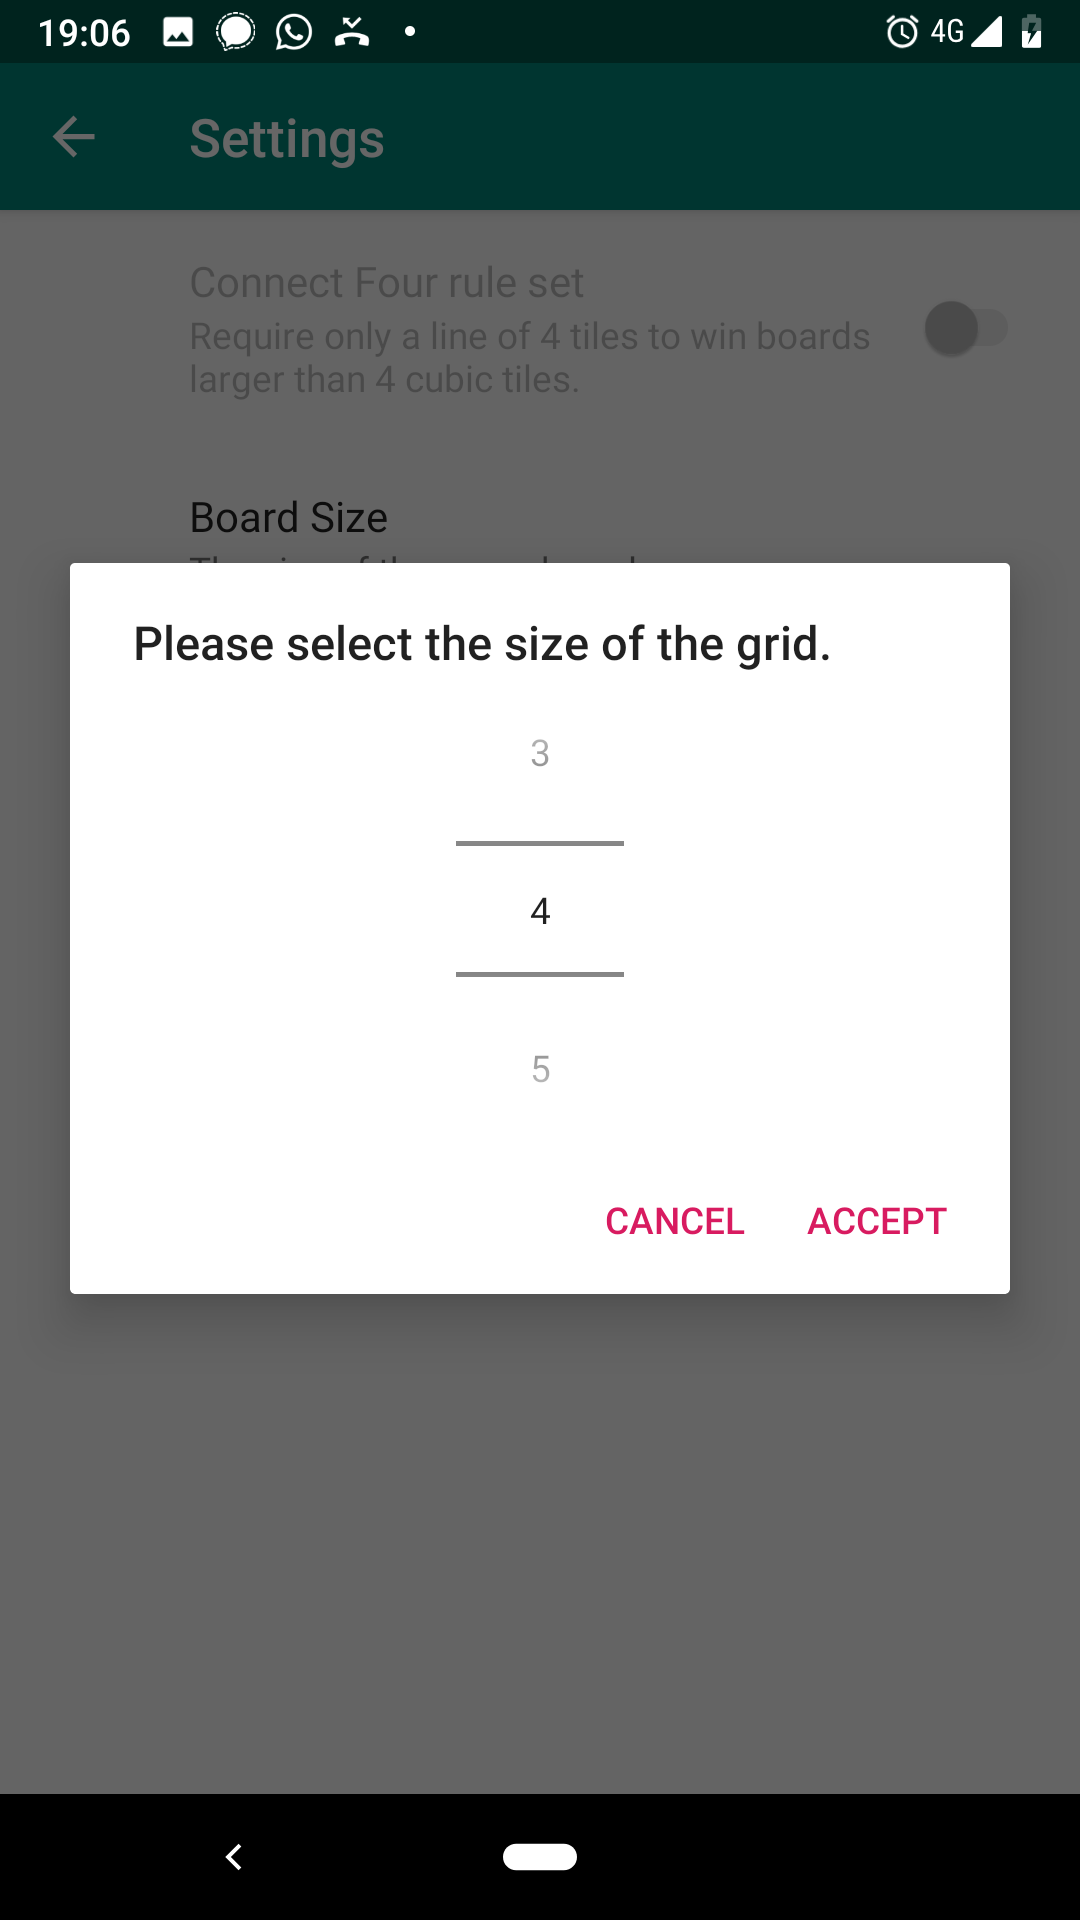 19:06 4G
Settings
Connect Four rule set
Require only a line of 4 tiles to win boards
larger than 4 cubic tiles.
Board Size
Please select the size of the grid.
3
4
5
CANCEL ACCEPT